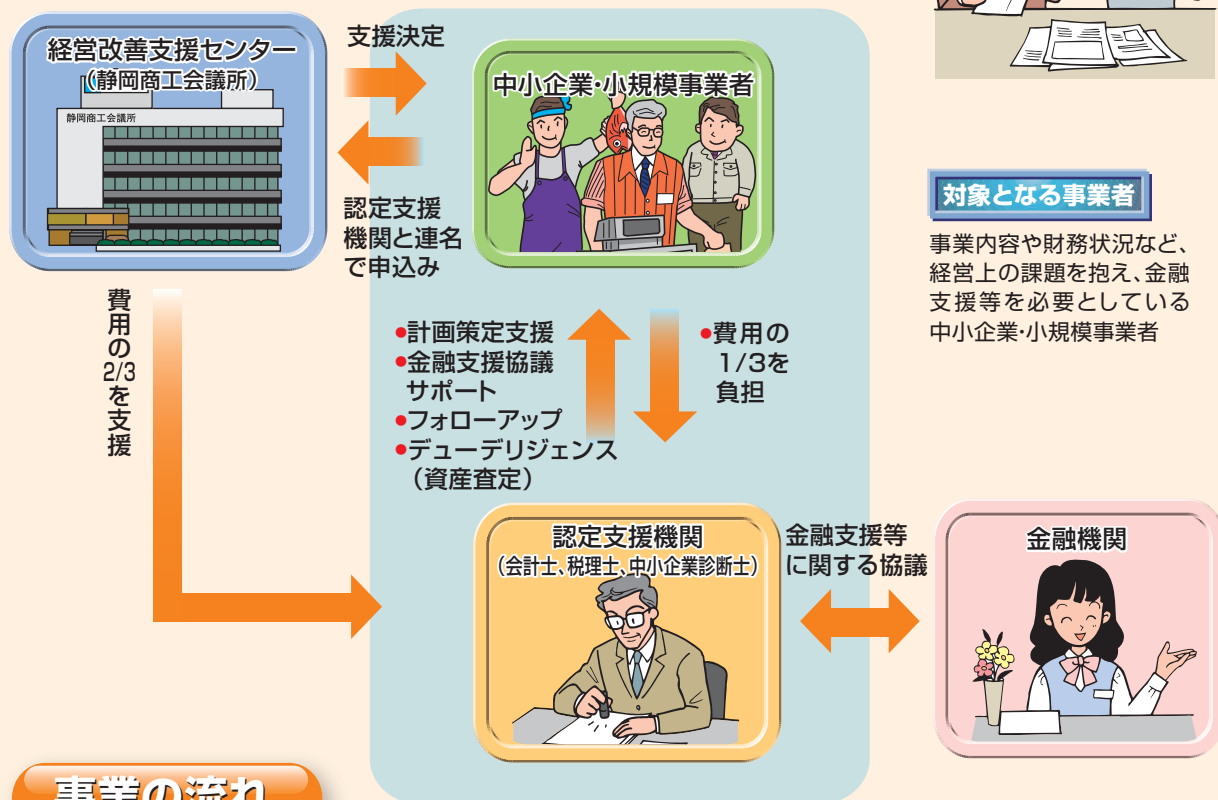 経営改善支援センター
(静岡商工会議所)
静岡商工会議所
支援決定
認定支援
機関と連名
で申込み
中小企業・小規模事業者
対象となる事業者
事業内容や財務状況など、
経営上の課題を抱え、金融
支援等を必要としている
中小企業・小規模事業者
費用の2/3を支援
●計画策定支援
●金融支援協議
サポート
●フォローアップ
●デューデリジェンス
(資産査定)
●費用の
1/3を
負担
認定支援機関
(会計士、税理士、中小企業診断士)
金融支援等
に関する協議
金融機関
事業の流れ